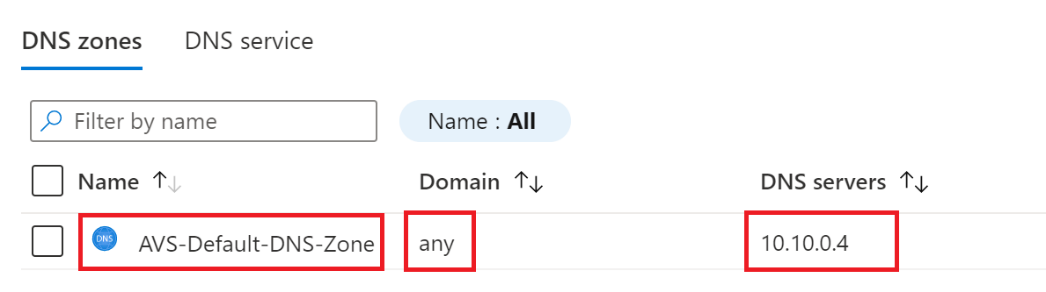 DNS zones DNS service
Filter by name Name : All
Name ↑↓ Domain ↑↓ DNS servers ↑↓
DNS AVS-Default-DNS-Zone any 10.10.0.4